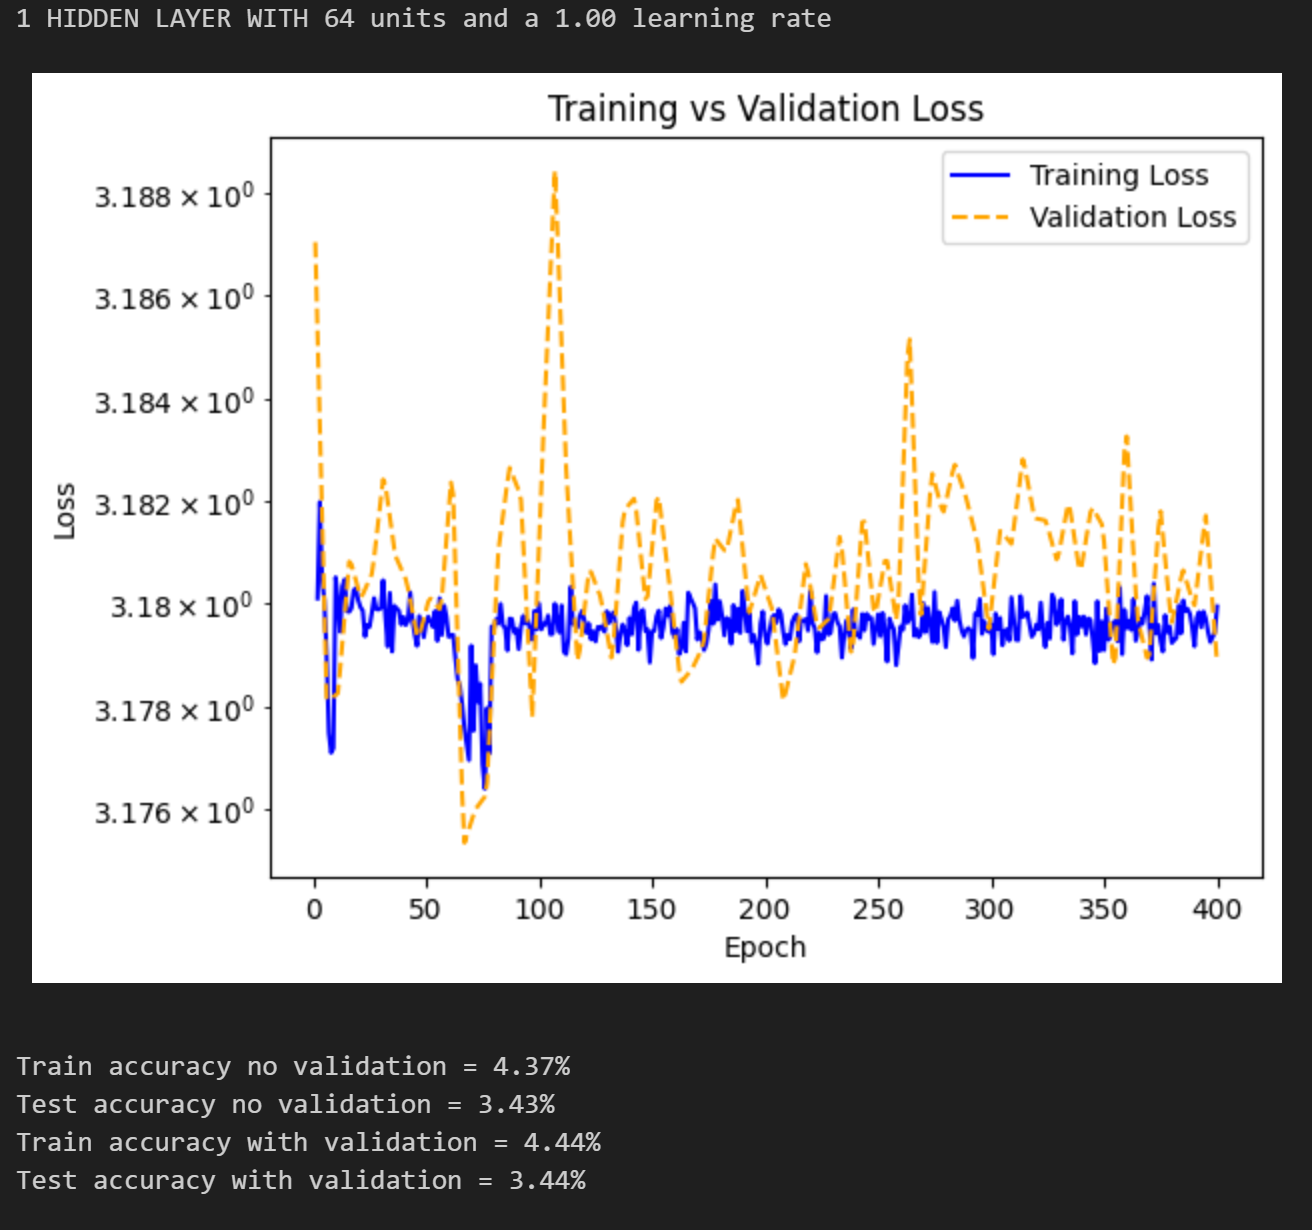 1 HIDDEN LAYER WITH 64 units and a 1.00 learning rate
Training vs Validation Loss
Training Loss
Validation Loss
3.188 × 10⁰
3.186 × 10⁰
3.184 × 10⁰
3.182 × 10⁰
3.18 × 10⁰
3.178 × 10⁰
3.176 × 10⁰
Loss
0 50 100 150 200 250 300 350 400
Epoch
Train accuracy no validation = 4.37%
Test accuracy no validation = 3.43%
Train accuracy with validation = 4.44%
Test accuracy with validation = 3.44%